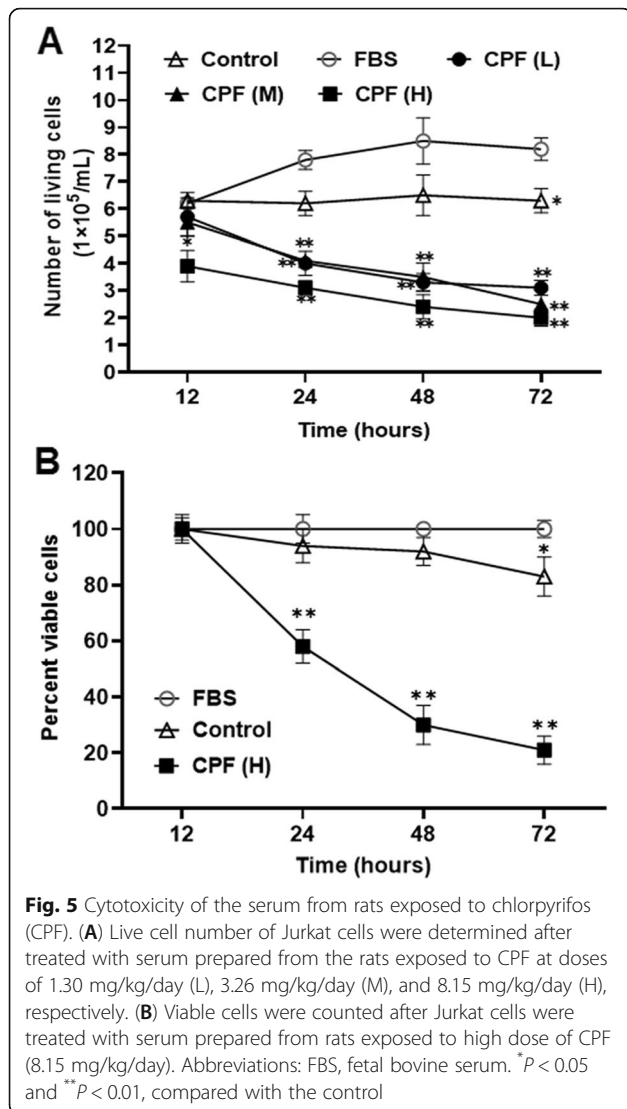 A
Control FBS CPF (L)
CPF (M) CPF (H)
Number of living cells
(1×10⁵/mL)
12
11
10
9
8
7
6
5
4
3
2
1
0
*
*
**
**
**
**
**
**
**
**
**
12 24 48 72
Time (hours)
B
Percent viable cells
120
100
80
60
40
20
0
*
**
**
**
FBS
Control
CPF (H)
12 24 48 72
Time (hours)
Fig. 5 Cytotoxicity of the serum from rats exposed to chlorpyrifos
(CPF). (A) Live cell number of Jurkat cells were determined after
treated with serum prepared from the rats exposed to CPF at doses
of 1.30 mg/kg/day (L), 3.26 mg/kg/day (M), and 8.15 mg/kg/day (H),
respectively. (B) Viable cells were counted after Jurkat cells were
treated with serum prepared from rats exposed to high dose of CPF
(8.15 mg/kg/day). Abbreviations: FBS, fetal bovine serum. *P < 0.05
and **P < 0.01, compared with the control